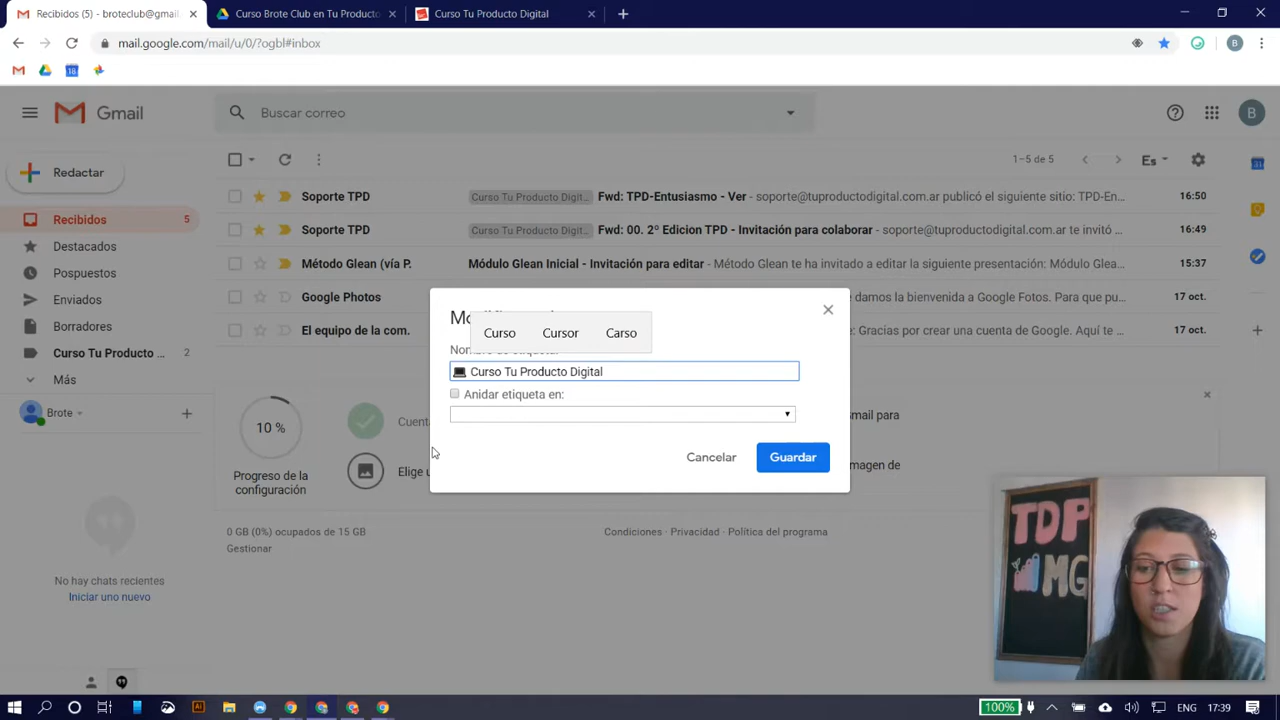 Recibidos (5) - broteclub@gmail
Curso Brote Club en Tu Producto
Curso Tu Producto Digital
mail.google.com/mail/u/0/?ogbl#inbox
B
Gmail
Buscar correo
B
Redactar
1–5 de 5
Es
Recibidos 5
Soporte TPD Curso Tu Producto Digit... Fwd: TPD-Entusiasmo - Ver - soporte@tuproductodigital.com.ar publicó el siguiente sitio: TPD-En... 16:50
Destacados
Soporte TPD Curso Tu Producto Digit... Fwd: 00. 2º Edicion TPD - Invitación para colaborar - soporte@tuproductodigital.com.ar te invitó ... 16:49
Pospuestos
Método Glean (vía P. Módulo Glean Inicial - Invitación para editar - Método Glean te ha invitado a editar la siguiente presentación: Módulo Glea... 15:37
Enviados
Google Photos damos la bienvenida a Google Fotos. Para que pu... 17 oct.
Borradores
El equipo de la com. : Gracias por crear una cuenta de Google. Aquí te ... 17 oct.
Curso Tu Producto ... 2
Más
Brote
Curso Cursor Carso
Curso Tu Producto Digital
Anidar etiqueta en:
Cancelar
Guardar
10 %
Progreso de la
configuración
Cuenta
Elige u
Gmail para
magen de
0 GB (0%) ocupados de 15 GB
Gestionar
Condiciones - Privacidad - Política del programa
No hay chats recientes
Iniciar uno nuevo
TDP
MG
100%
ENG
17:39